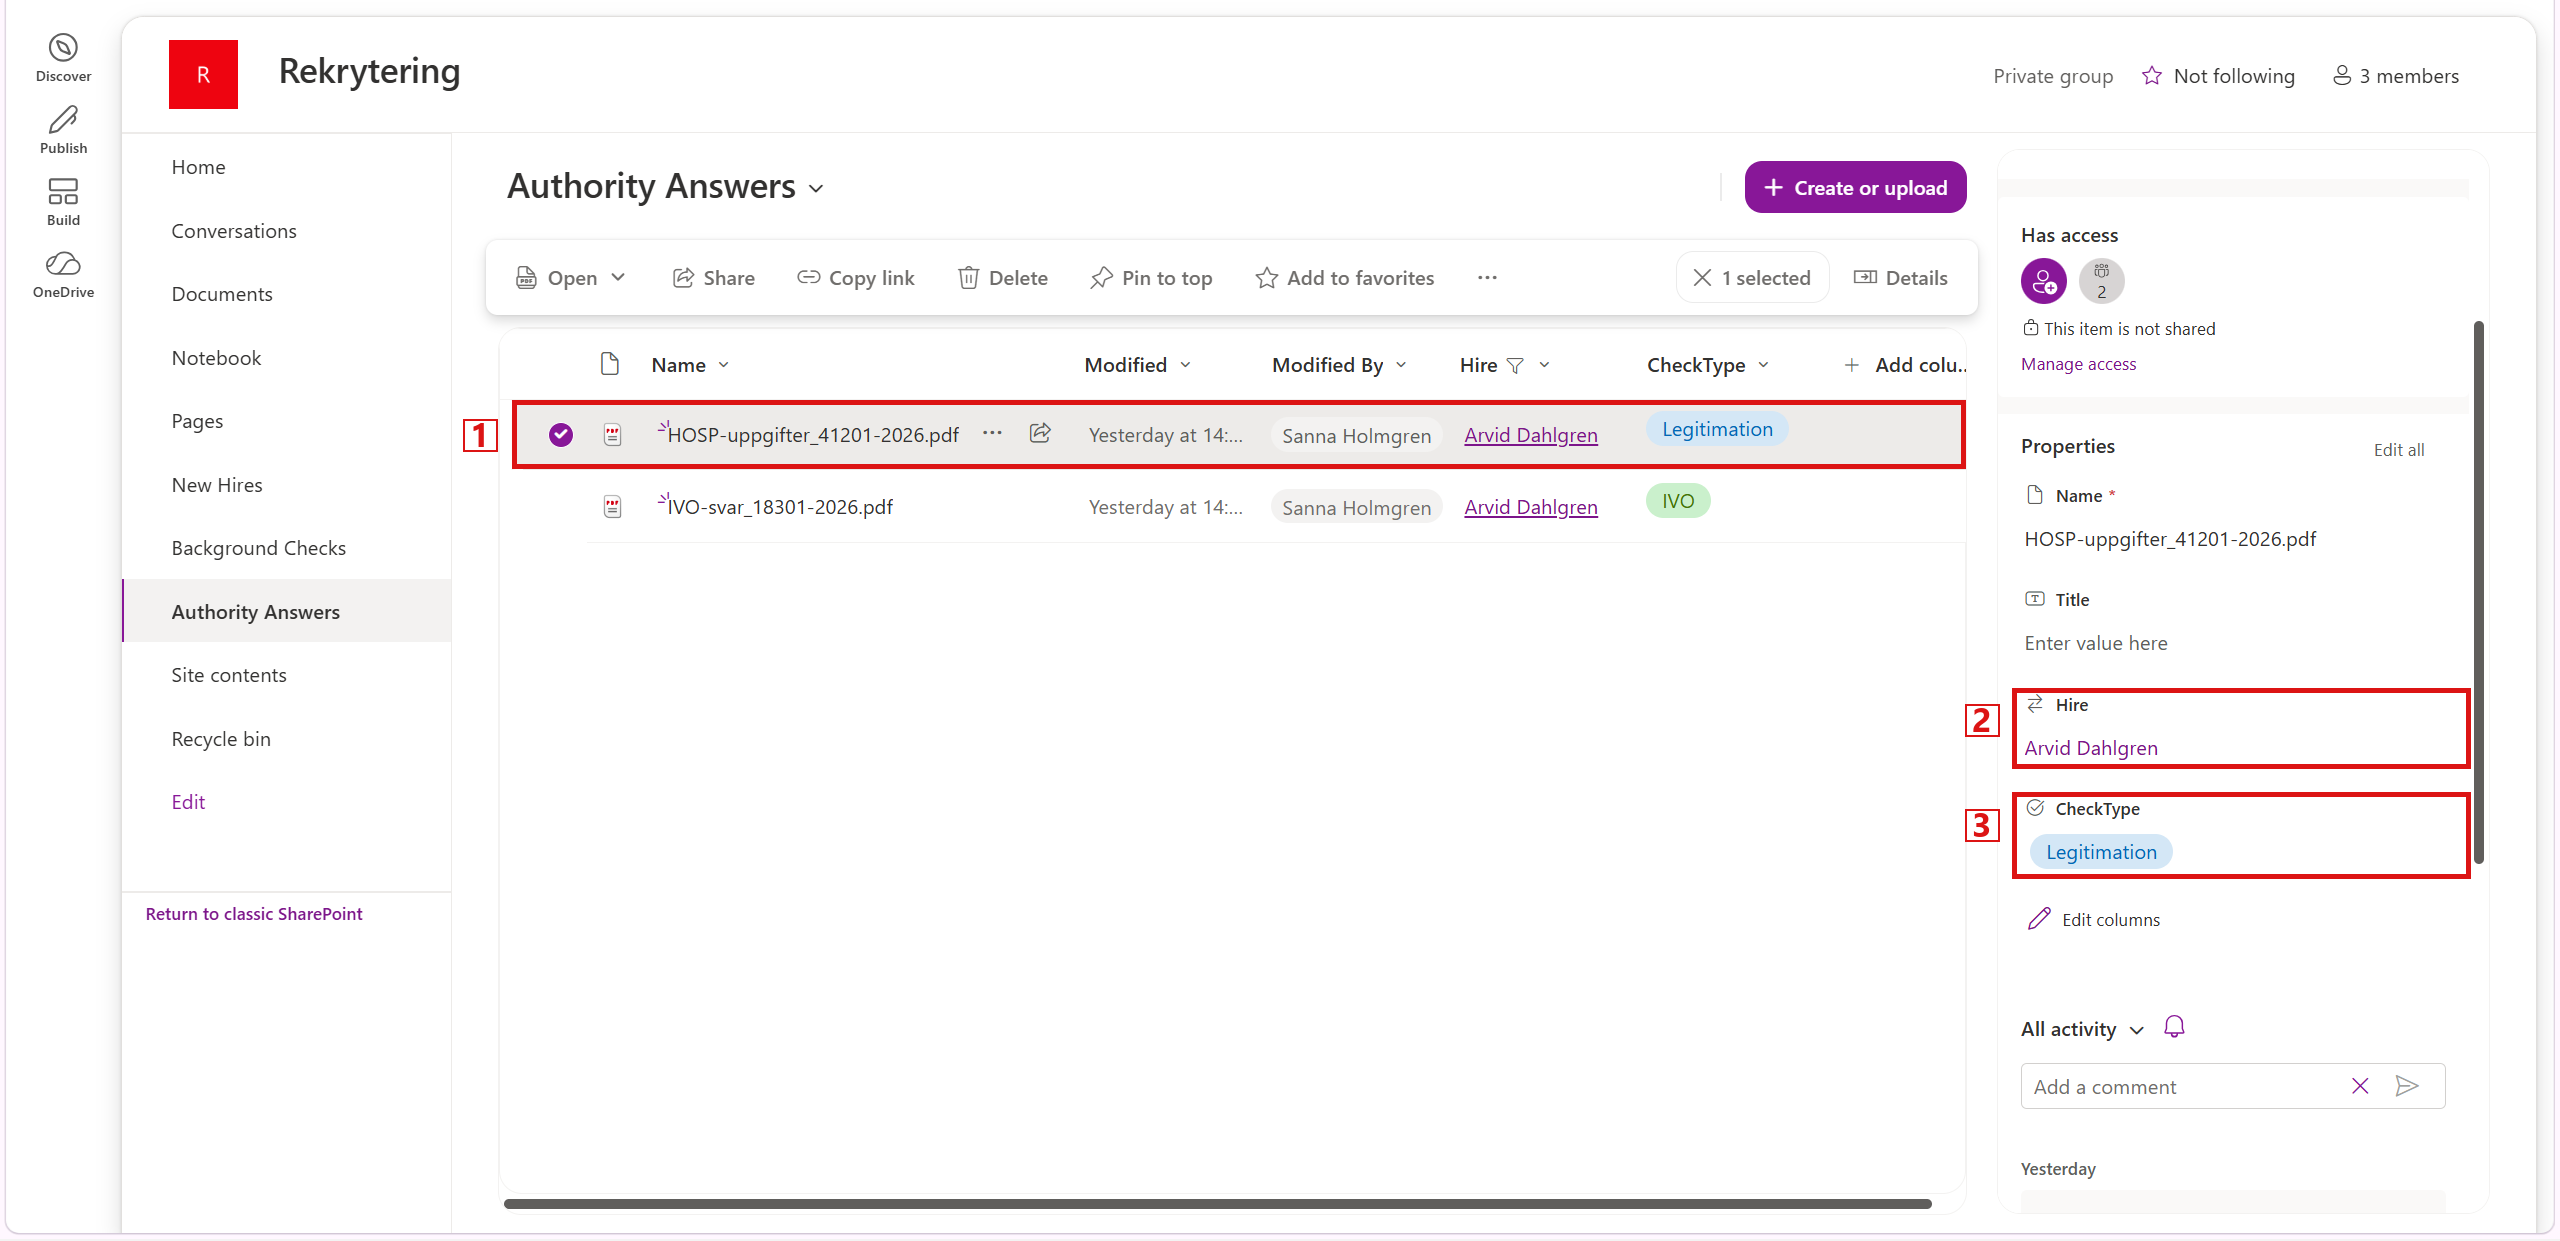 Discover
Publish
Build
OneDrive
R
Rekrytering
Private group
Not following
3 members
Home
Conversations
Documents
Notebook
Pages
New Hires
Background Checks
Authority Answers
Site contents
Recycle bin
Edit
Return to classic SharePoint
Authority Answers
+ Create or upload
Open
Share
Copy link
Delete
Pin to top
Add to favorites
...
1 selected
Details
Name Modified Modified By Hire CheckType + Add colu..
1
HOSP-uppgifter_41201-2026.pdf ... Yesterday at 14:... Sanna Holmgren Arvid Dahlgren Legitimation
IVO-svar_18301-2026.pdf Yesterday at 14:... Sanna Holmgren Arvid Dahlgren IVO
Has access
2
This item is not shared
Manage access
Properties
Edit all
Name *
HOSP-uppgifter_41201-2026.pdf
Title
Enter value here
2
Hire
Arvid Dahlgren
3
CheckType
Legitimation
Edit columns
All activity
Add a comment
Yesterday